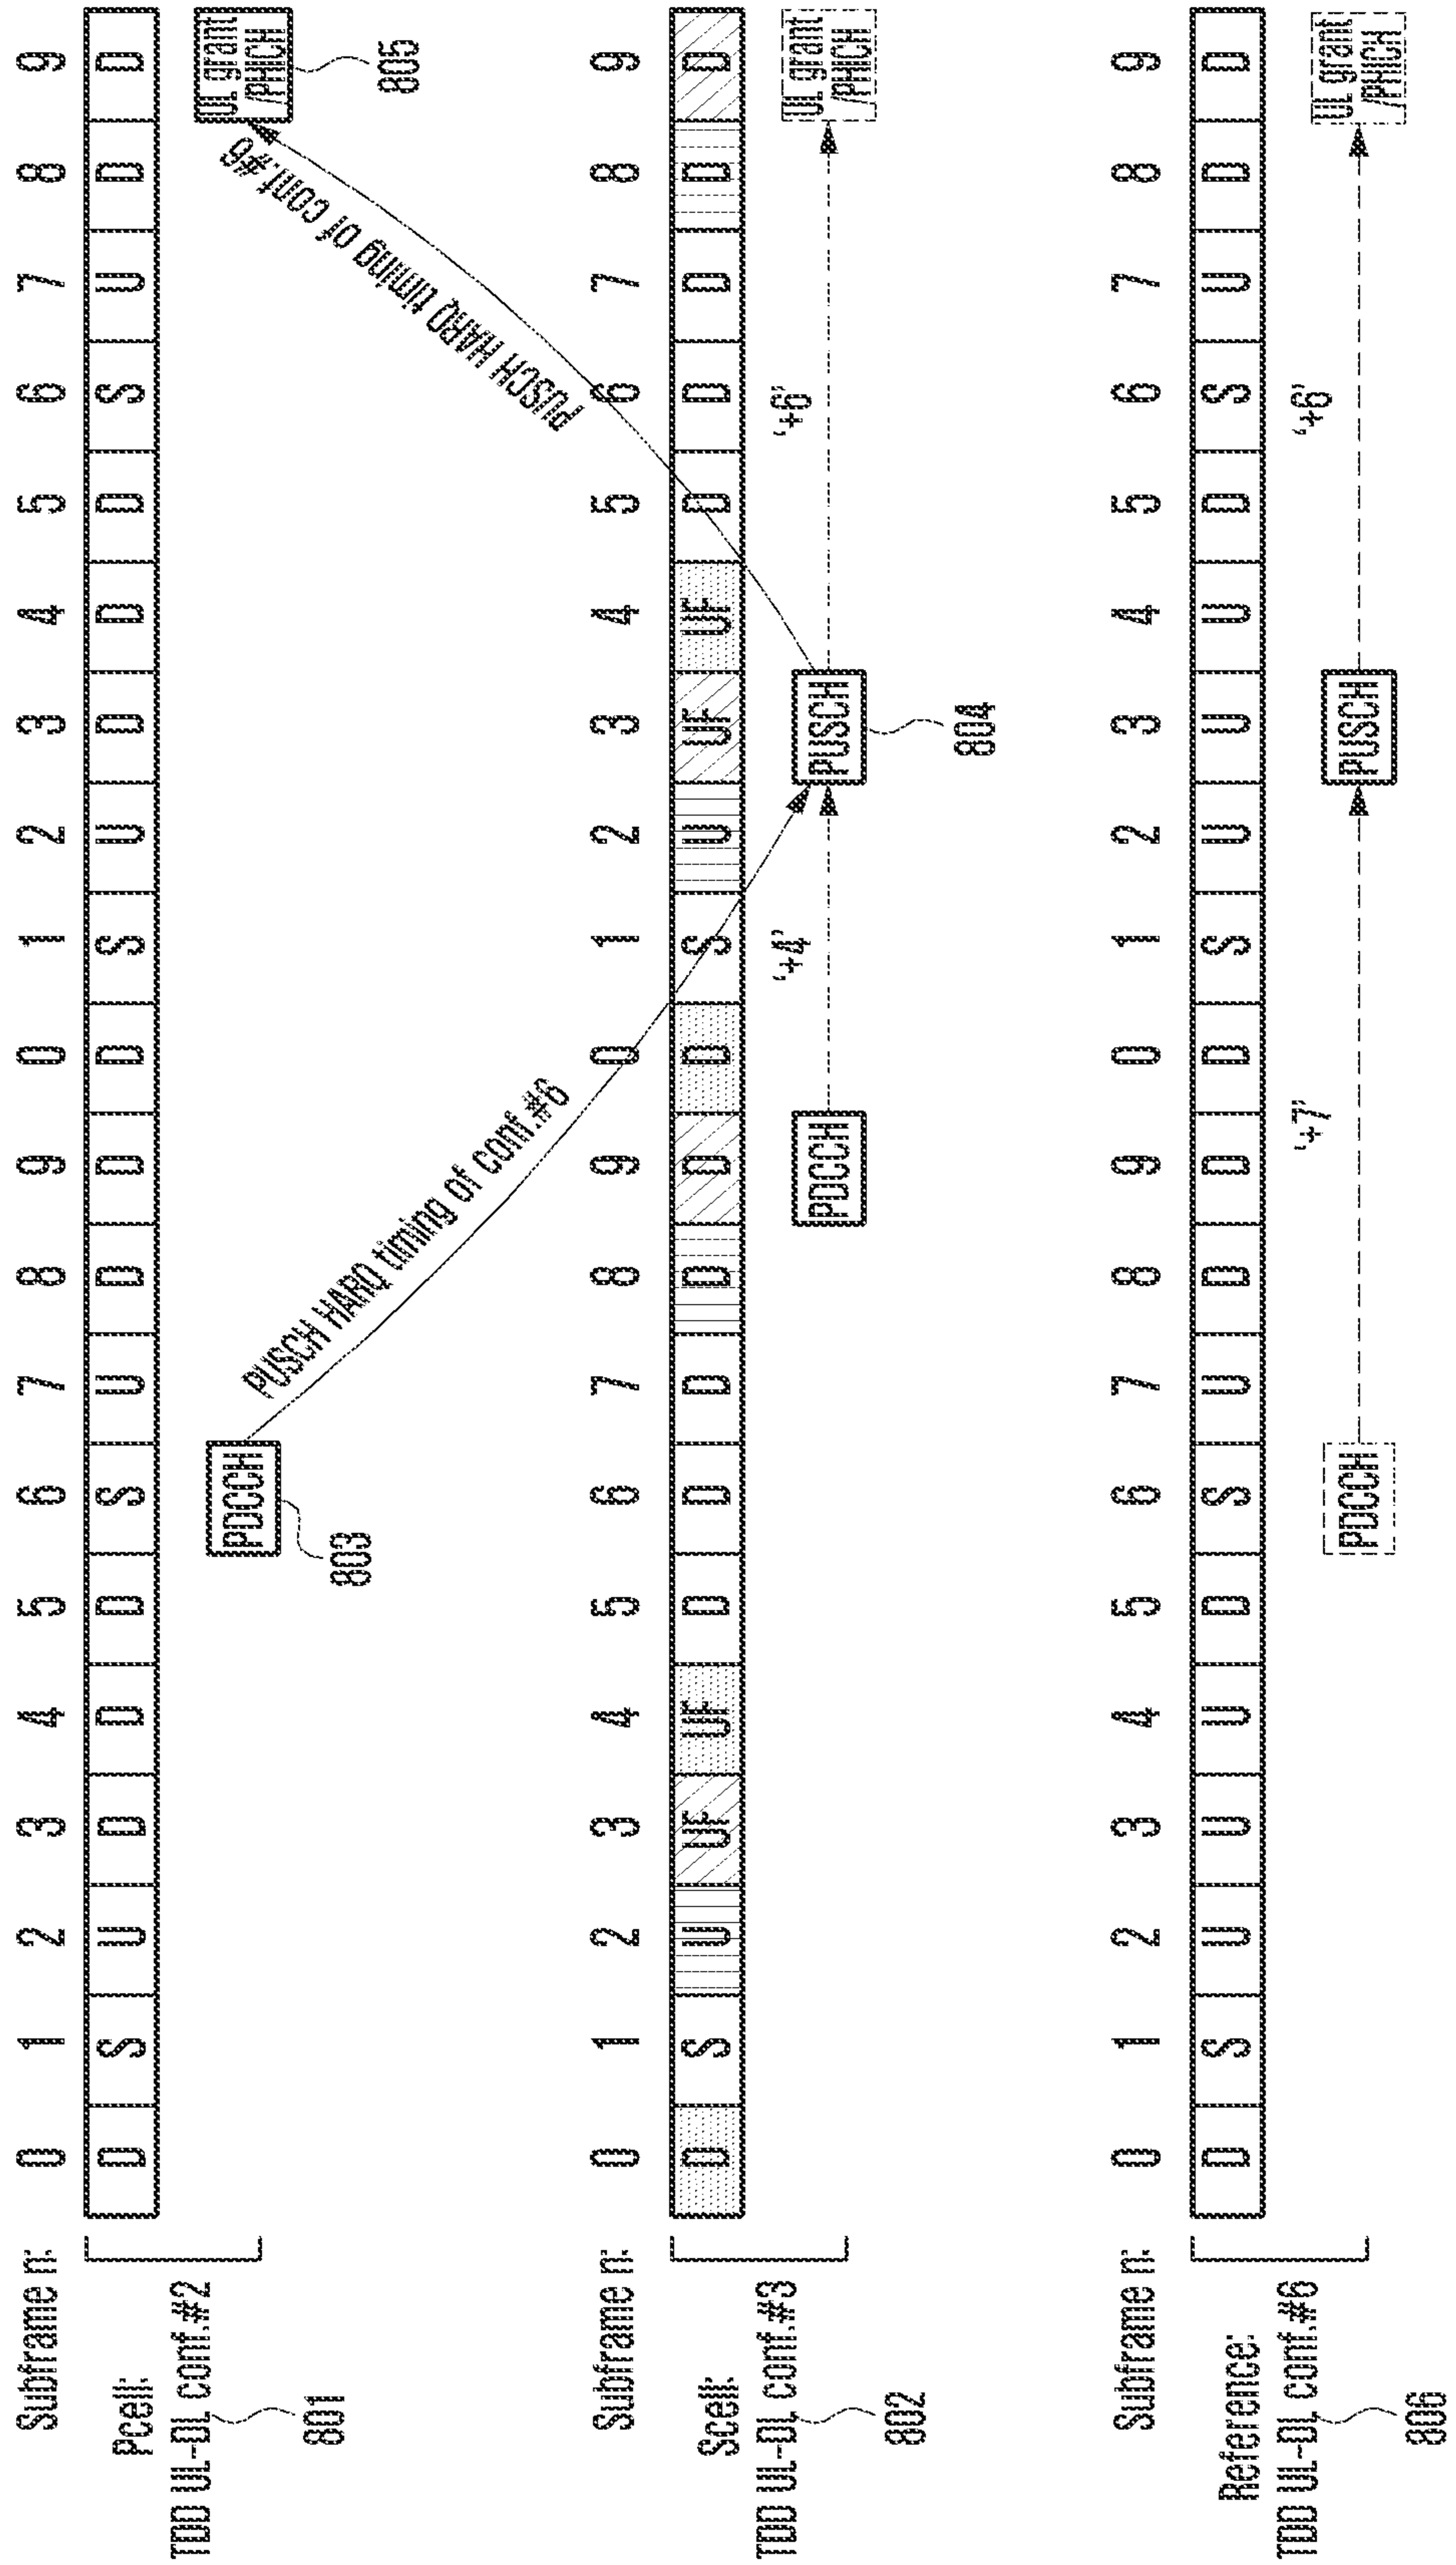 Subframe n: 0 1 2 3 4 5 6 7 8 9 0 1 2 3 4 5 6 7 8 9
Pcell:
TDD UL-DL conf.#2
801
D S U D D D S U D D D S U D D D S U D D
PDCCH
803
PUSCH HARQ timing of conf.#6
PUSCH HARQ timing of conf.#6
UL grant
/PHICH
805
Subframe n: 0 1 2 3 4 5 6 7 8 9 0 1 2 3 4 5 6 7 8 9
Scell:
TDD UL-DL conf.#3
802
D S U UF UF D D D D D D S U UF UF D D D D D
PDCCH
'+4'
PUSCH
804
'+6'
UL grant
/PHICH
Subframe n: 0 1 2 3 4 5 6 7 8 9 0 1 2 3 4 5 6 7 8 9
Reference:
TDD UL-DL conf.#6
806
D S U U U D S U D D D S U U U D S U D D
PDCCH
'+7'
PUSCH
'+6'
UL grant
/PHICH